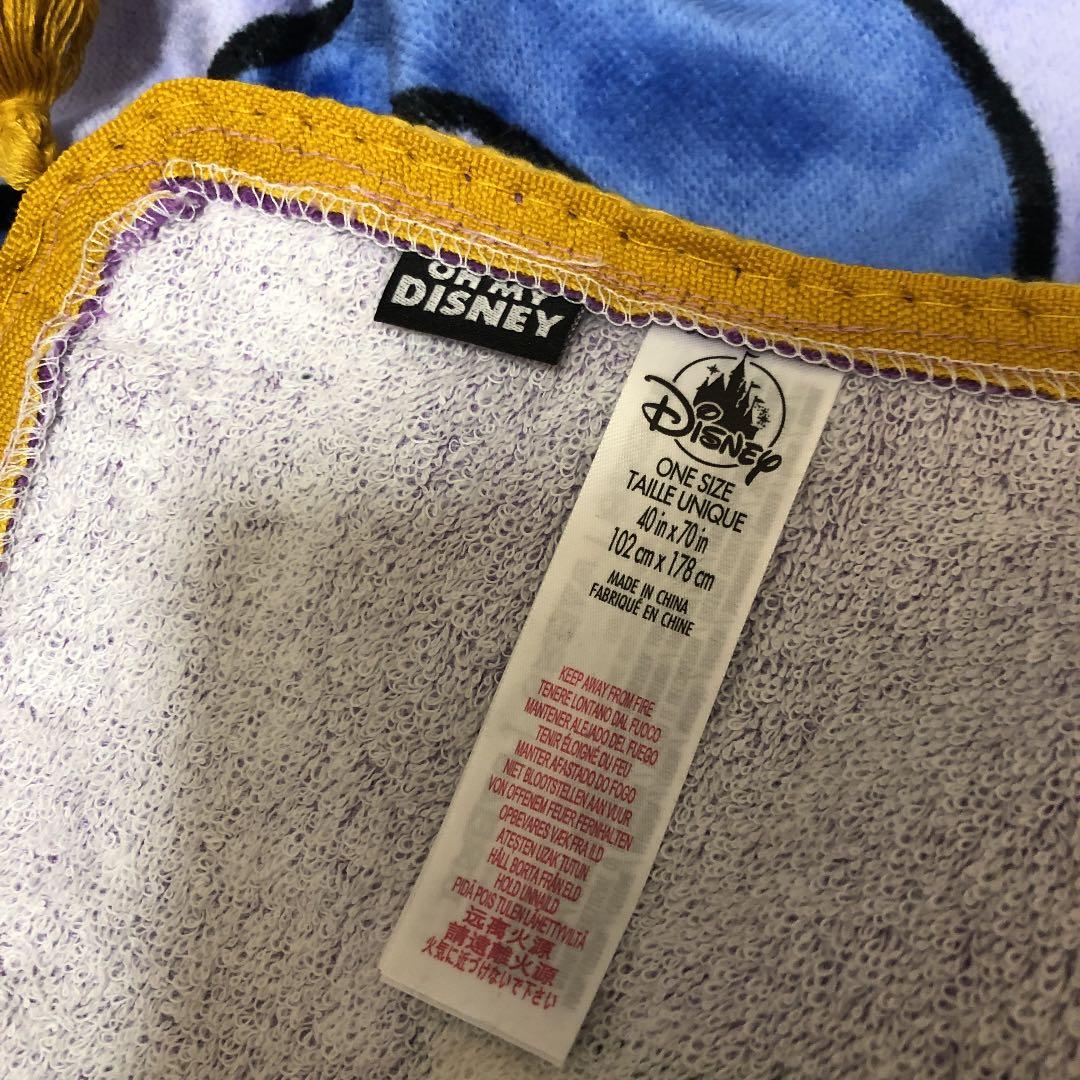 OH MY
DISNEY
Disney
ONE SIZE
TAILLE UNIQUE
40 in x 70 in
102 cm x 178 cm
MADE IN CHINA
FABRIQUÉ EN CHINE
KEEP AWAY FROM FIRE
TENERE LONTANO DAL FUOCO
MANTENER ALEJADO DEL FUEGO
TENIR ÉLOIGNÉ DU FEU
MANTER AFASTADO DO FOGO
NIET BLOOTSTELLEN AAN VUUR
VON OFFENEM FEUER FERNHALTEN
OPBEVARES VÆK FRA ILD
ATESTEN UZAK TUTUN
HÅLL BORTA FRÅN ELD
HOLD UNNA ILD
PIDÄ POIS TULEN LÄHETTYVILTÄ
远离火源
請遠離火源
火気に近づけないで下さい